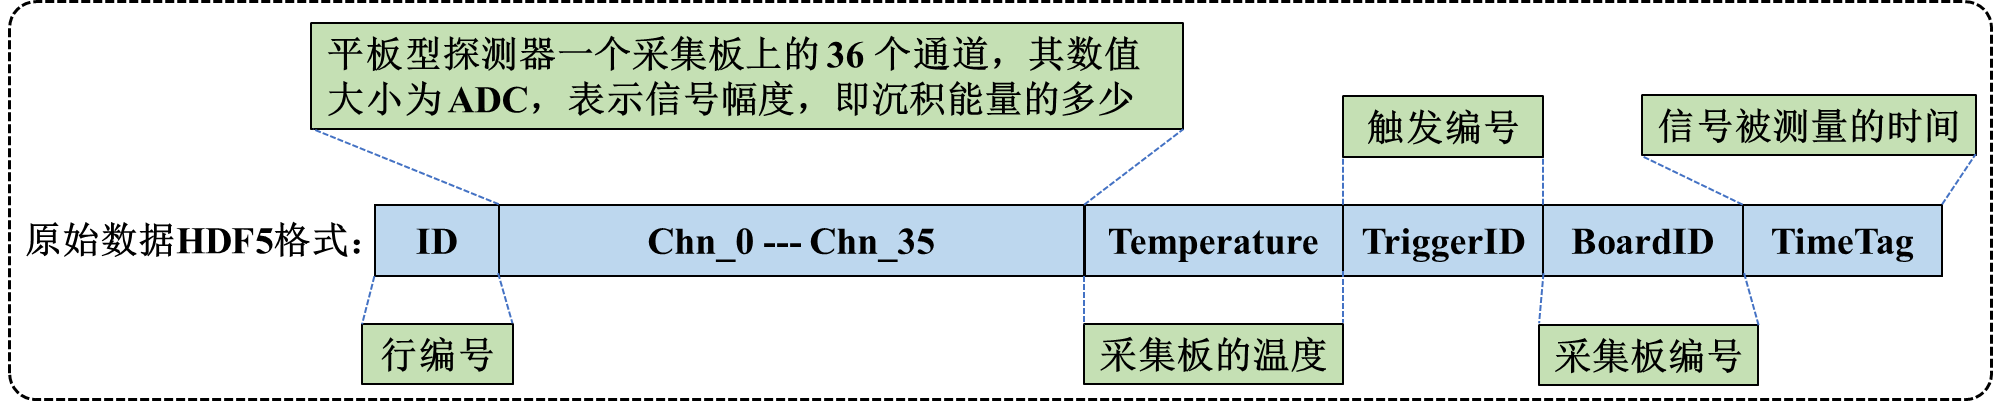 平板型探测器一个采集板上的36个通道，其数值
大小为ADC，表示信号幅度，即沉积能量的多少
触发编号
信号被测量的时间
原始数据HDF5格式：
ID
Chn_0 --- Chn_35
Temperature
TriggerID
BoardID
TimeTag
行编号
采集板的温度
采集板编号